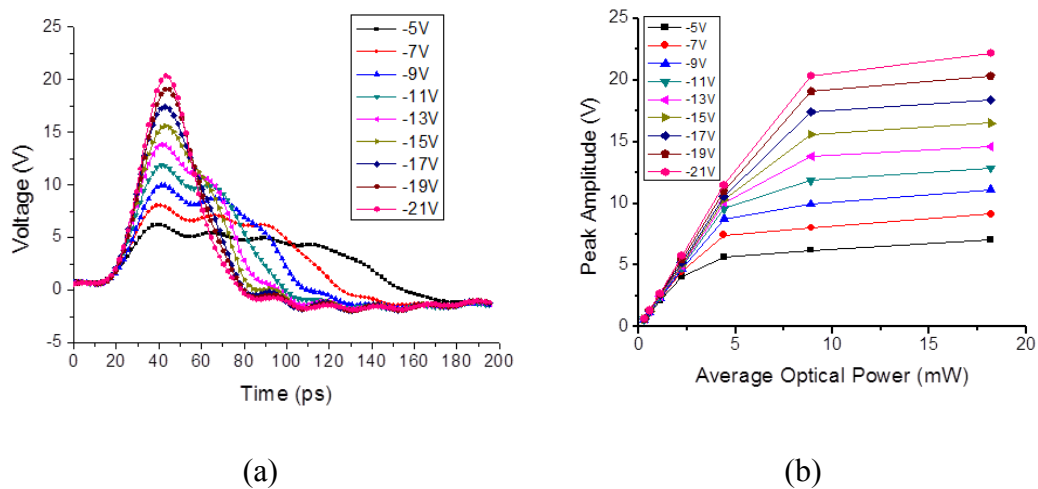 25
20
15
10
5
0
-5
Voltage (V)
0 20 40 60 80 100 120 140 160 180 200
Time (ps)
-5V
-7V
-9V
-11V
-13V
-15V
-17V
-19V
-21V
(a)
25
20
15
10
5
0
Peak Amplitude (V)
0 5 10 15 20
Average Optical Power (mW)
-5V
-7V
-9V
-11V
-13V
-15V
-17V
-19V
-21V
(b)